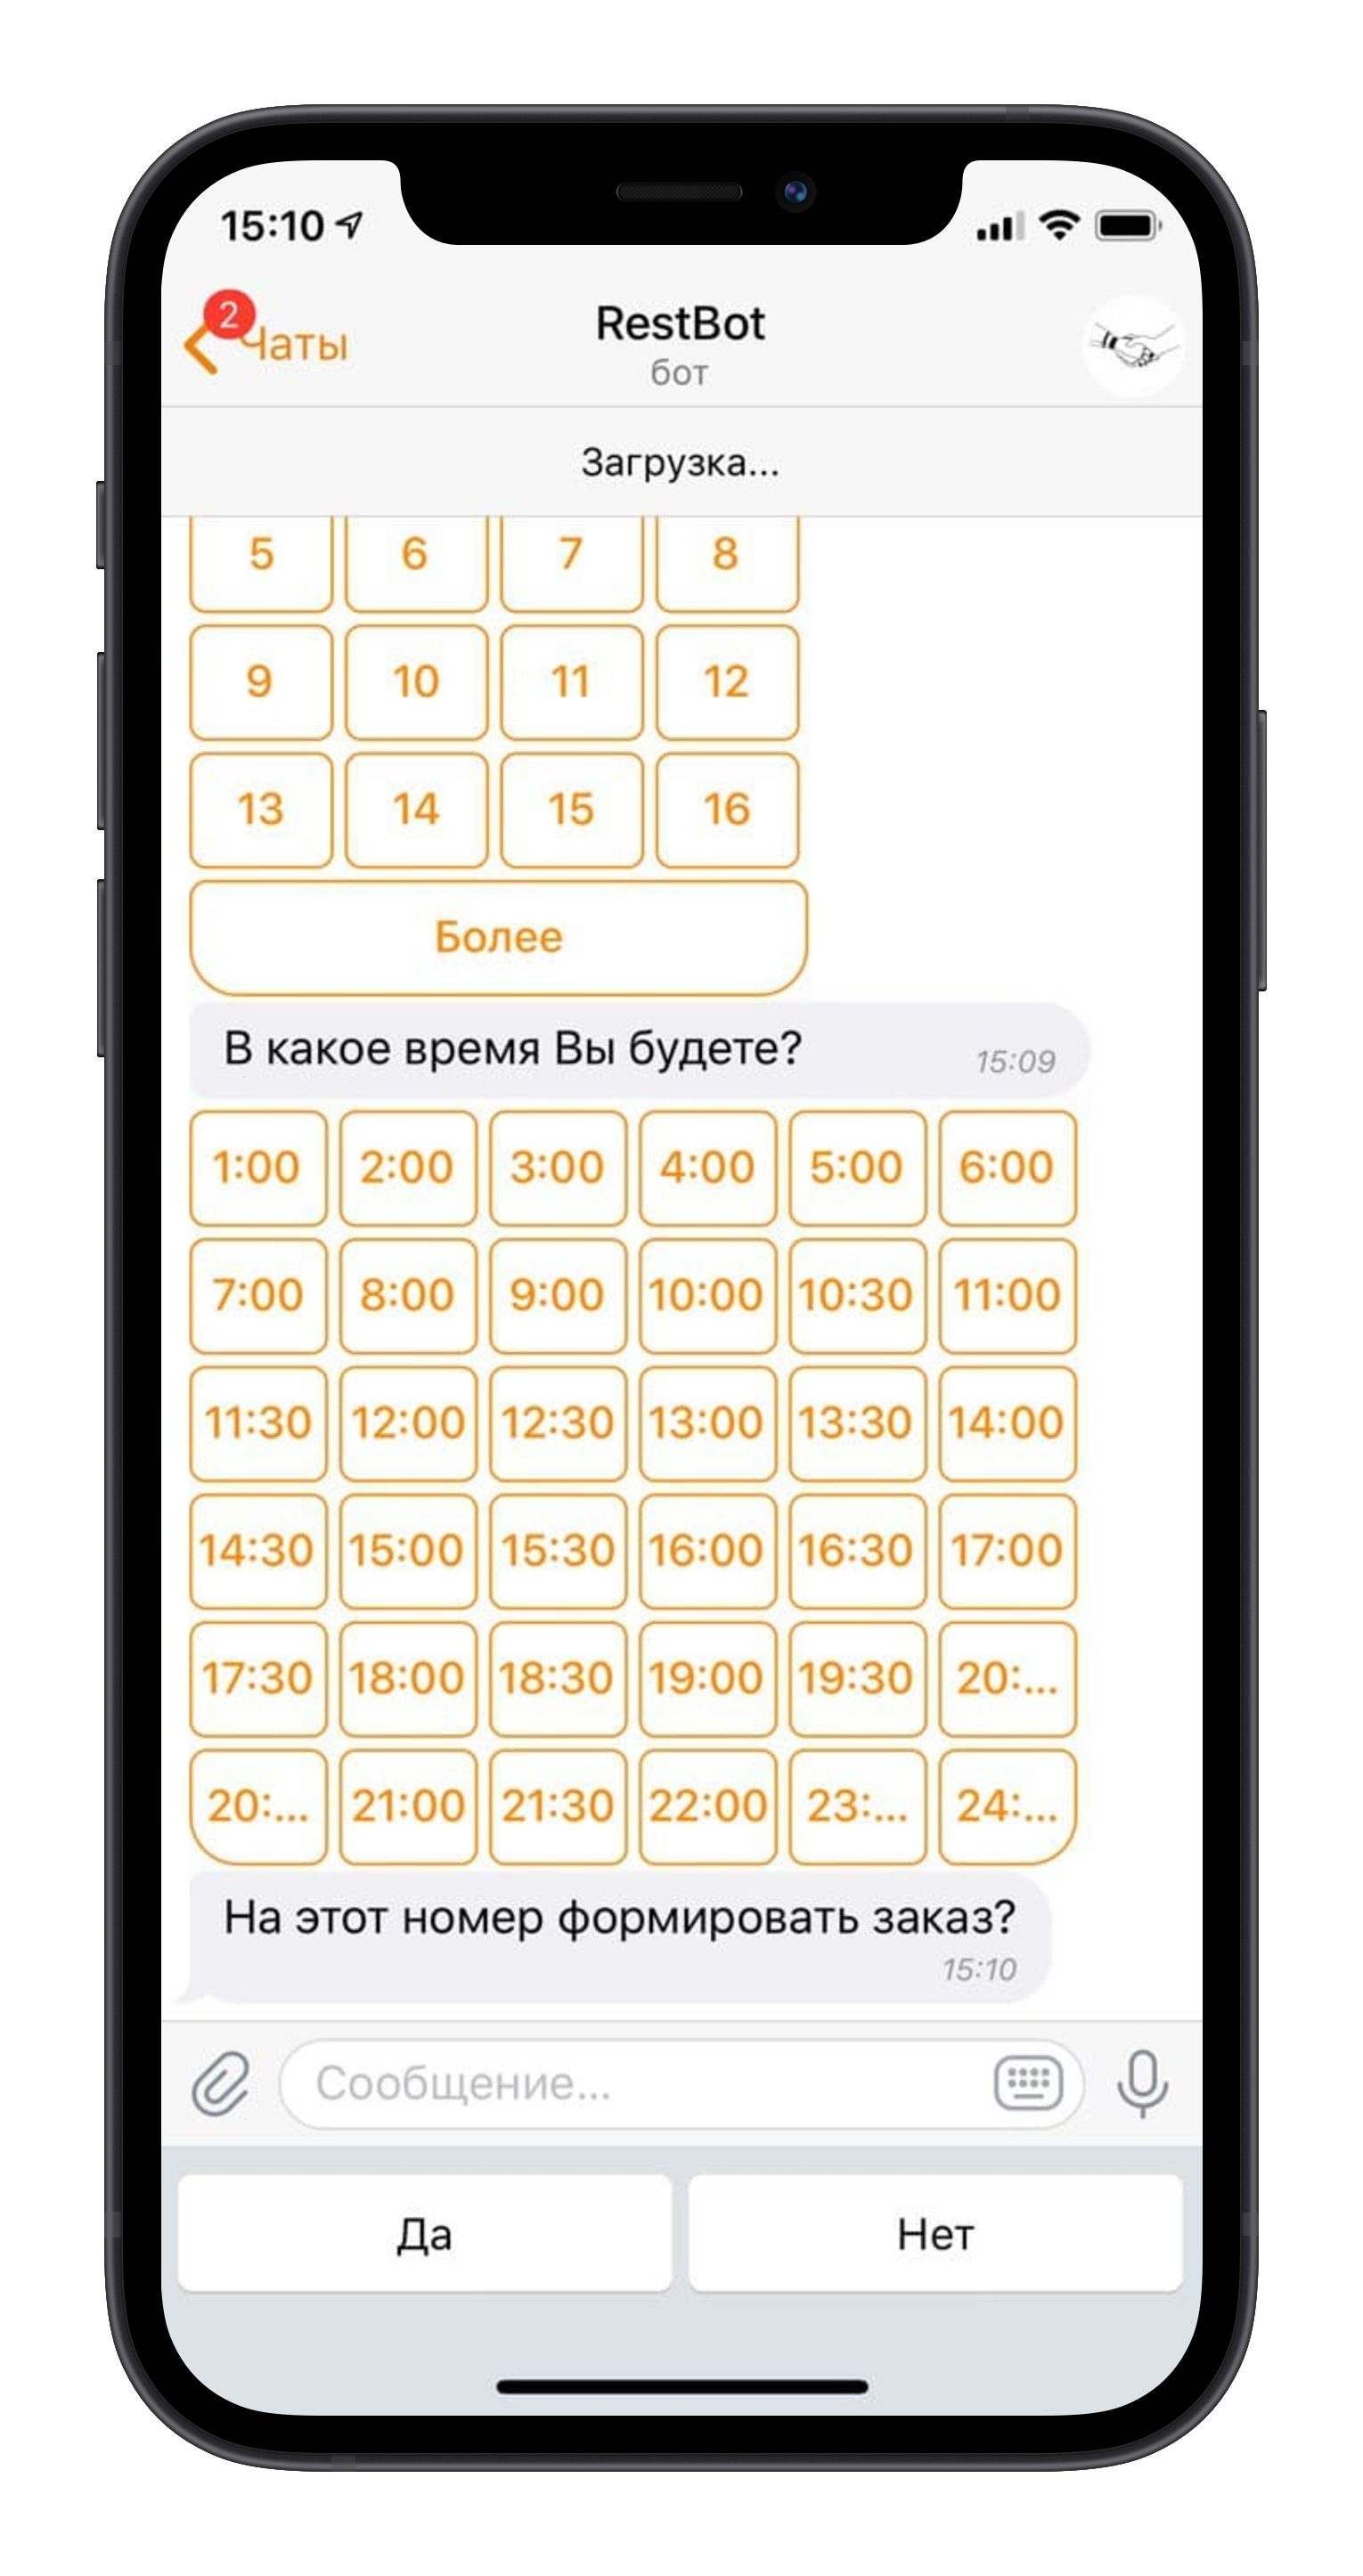 15:10
2
Чаты
RestBot
бот
Загрузка...
5 6 7 8
9 10 11 12
13 14 15 16
Более
В какое время Вы будете? 15:09
1:00 2:00 3:00 4:00 5:00 6:00
7:00 8:00 9:00 10:00 10:30 11:00
11:30 12:00 12:30 13:00 13:30 14:00
14:30 15:00 15:30 16:00 16:30 17:00
17:30 18:00 18:30 19:00 19:30 20:...
20:... 21:00 21:30 22:00 23:... 24:...
На этот номер формировать заказ?
15:10
Сообщение...
Да Нет